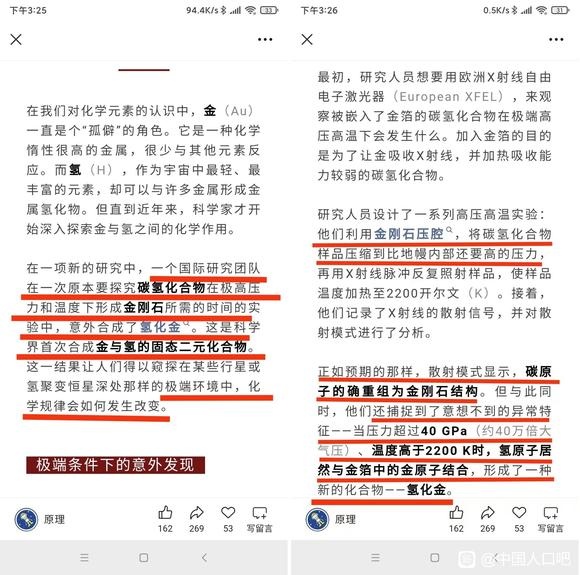 下午3:25
94.4K/s
33
在我们对化学元素的认识中，金（Au）
一直是个“孤僻”的角色。它是一种化学
惰性很高的金属，很少与其他元素反
应。而氢（H），作为宇宙中最轻、最
丰富的元素，却可以与许多金属形成金
属氢化物。但直到近年来，科学家才开
始深入探索金与氢之间的化学作用。
在一项新的研究中，一个国际研究团队
在一次原本要探究碳氢化合物在极高压
力和温度下形成金刚石所需的时间的实
验中，意外合成了氢化金。这是科学
界首次合成金与氢的固态二元化合物。
这一结果让人们得以窥探在某些行星或
氢聚变恒星深处那样的极端环境中，化
学规律会如何发生改变。
极端条件下的意外发现
原理
162
269
53
写留言
下午3:26
0.5K/s
31
最初，研究人员想要用欧洲X射线自由
电子激光器（European XFEL），来观
察被嵌入了金箔的碳氢化合物在极端高
压高温下会发生什么。加入金箔的目的
是为了让金吸收X射线，并加热吸收能
力较弱的碳氢化合物。
研究人员设计了一系列高压高温实验：
他们利用金刚石压腔，将碳氢化合物
样品压缩到比地幔内部还要高的压力，
再用X射线脉冲反复照射样品，使样品
温度加热至2200开尔文（K）。接着，
他们记录了X射线的散射信号，并对散
射模式进行了分析。
正如预期的那样，散射模式显示，碳原
子的确重组为金刚石结构。但与此同
时，他们还捕捉到了意想不到的异常特
征——当压力超过40 GPa（约40万倍大
气压）、温度高于2200 K时，氢原子居
然与金箔中的金原子结合，形成了一种
新的化合物——氢化金。
原理
162
269
53
写留言
@中国人口吧